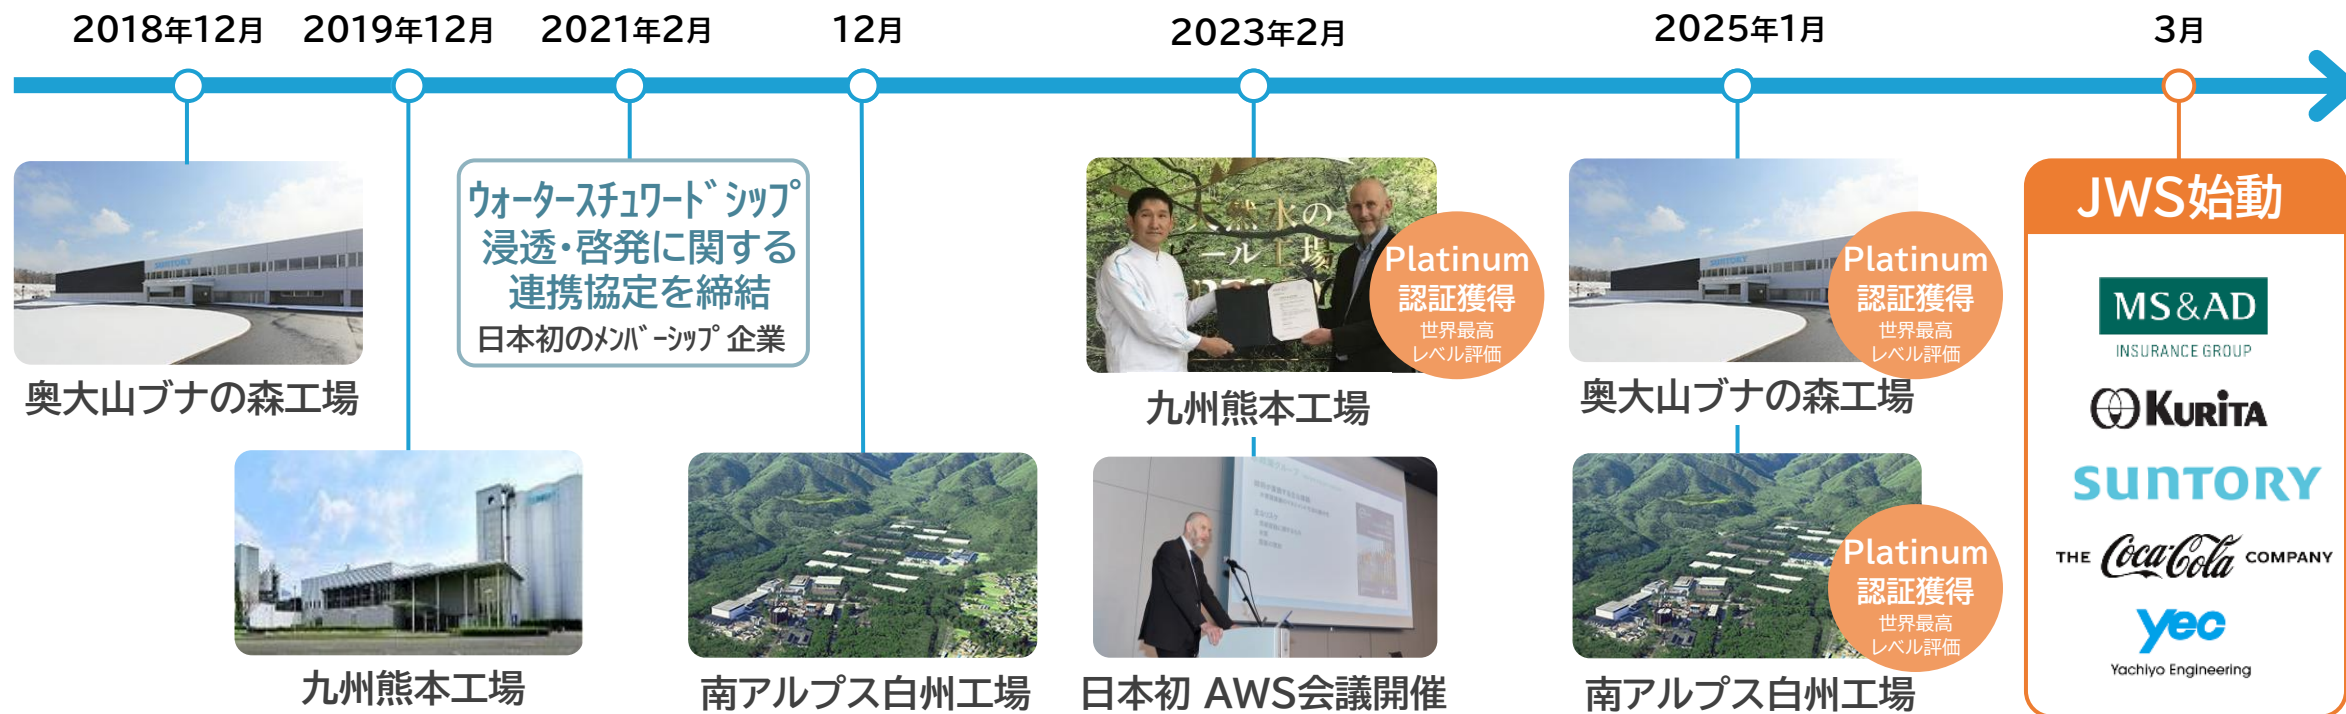 2018年12月
2019年12月
2021年2月
12月
2023年2月
2025年1月
3月
SUNTORY
奥大山ブナの森工場
九州熊本工場
ウォータースチュワードシップ
浸透・啓発に関する
連携協定を締結
日本初のメンバーシップ企業
南アルプス白州工場
天然水の
ール工場
Platinum
認証獲得
世界最高
レベル評価
九州熊本工場
日本初 AWS会議開催
SUNTORY
Platinum
認証獲得
世界最高
レベル評価
奥大山ブナの森工場
Platinum
認証獲得
世界最高
レベル評価
南アルプス白州工場
JWS始動
MS&AD
INSURANCE GROUP
KURITA
SUNTORY
THE Coca-Cola COMPANY
yec
Yachiyo Engineering